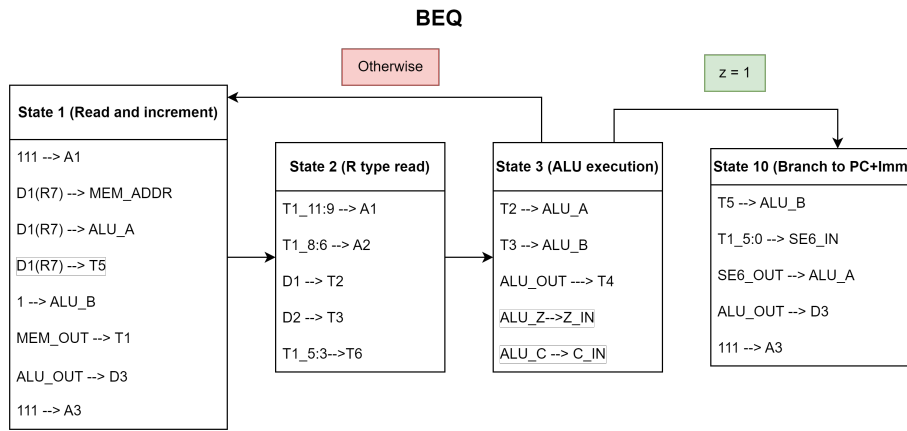 BEQ
Otherwise
z = 1
State 1 (Read and increment)
111 --> A1
D1(R7) --> MEM_ADDR
D1(R7) --> ALU_A
D1(R7) --> T5
1 --> ALU_B
MEM_OUT --> T1
ALU_OUT --> D3
111 --> A3
State 2 (R type read)
T1_11:9 --> A1
T1_8:6 --> A2
D1 --> T2
D2 --> T3
T1_5:3-->T6
State 3 (ALU execution)
T2 --> ALU_A
T3 --> ALU_B
ALU_OUT ---> T4
ALU_Z-->Z_IN
ALU_C --> C_IN
State 10 (Branch to PC+Imm
T5 --> ALU_B
T1_5:0 --> SE6_IN
SE6_OUT --> ALU_A
ALU_OUT --> D3
111 --> A3